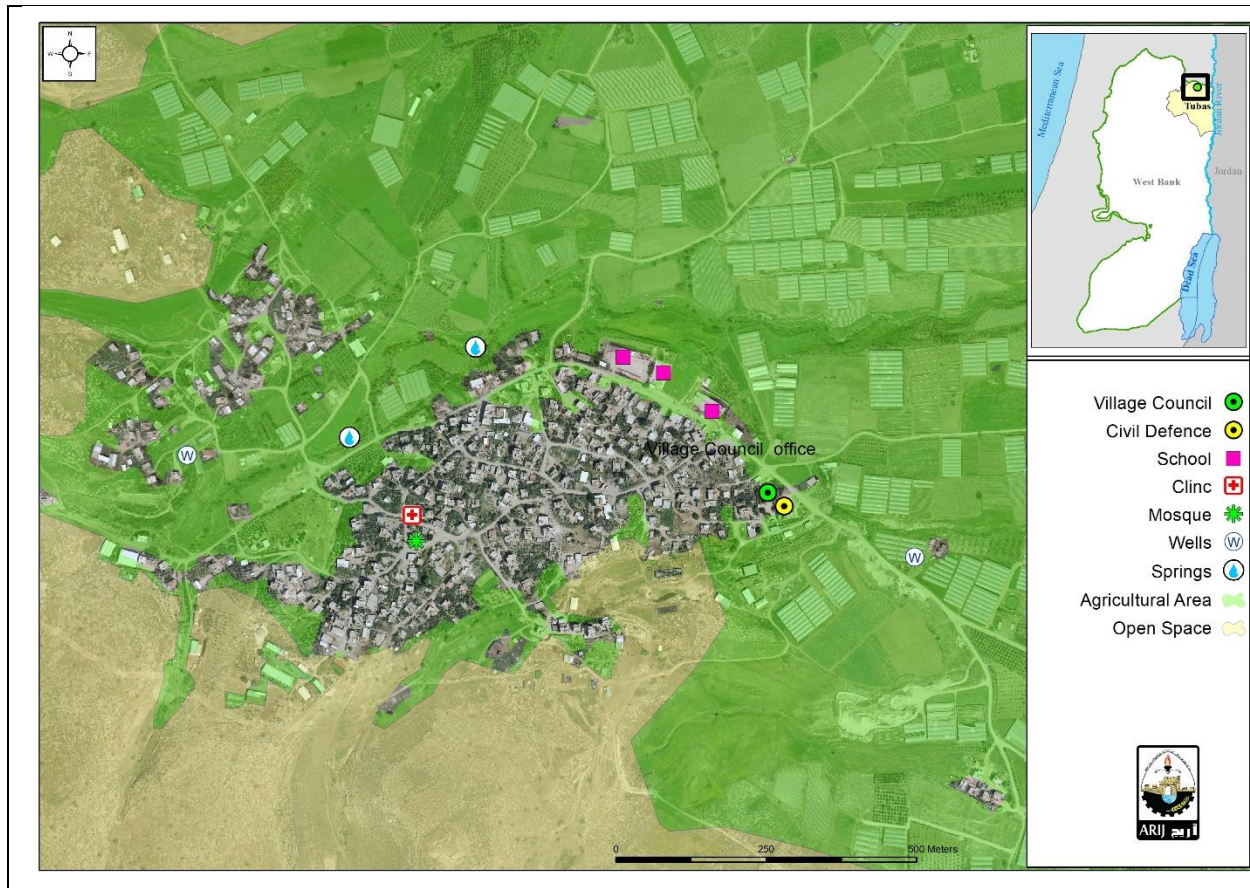 N
W E
S
Mediterranean Sea
Tubas
Jordan River
West Bank
Jordan
Dead Sea
W
Village Council office
W
Village Council
Civil Defence
School
Clinc
Mosque
Wells
W
Springs
Agricultural Area
Open Space
ARIJ أريج
0 250 500 Meters